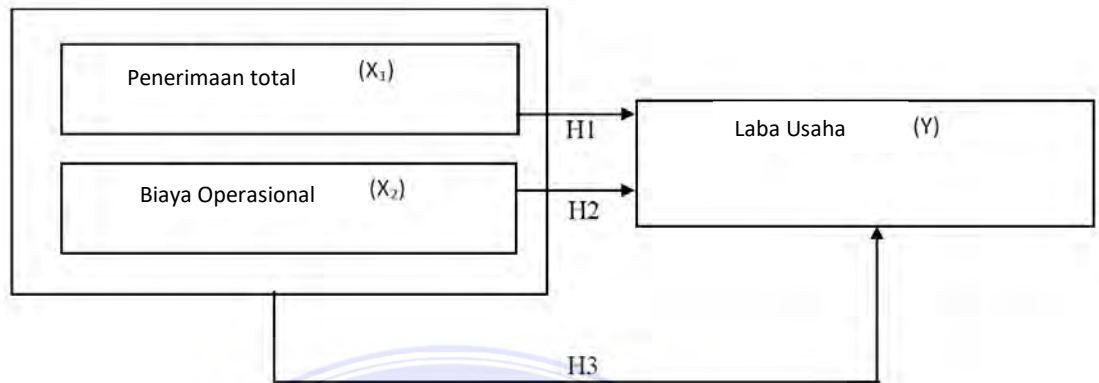 Penerimaan total (X₁)
H1
Laba Usaha (Y)
Biaya Operasional (X₂)
H2
H3